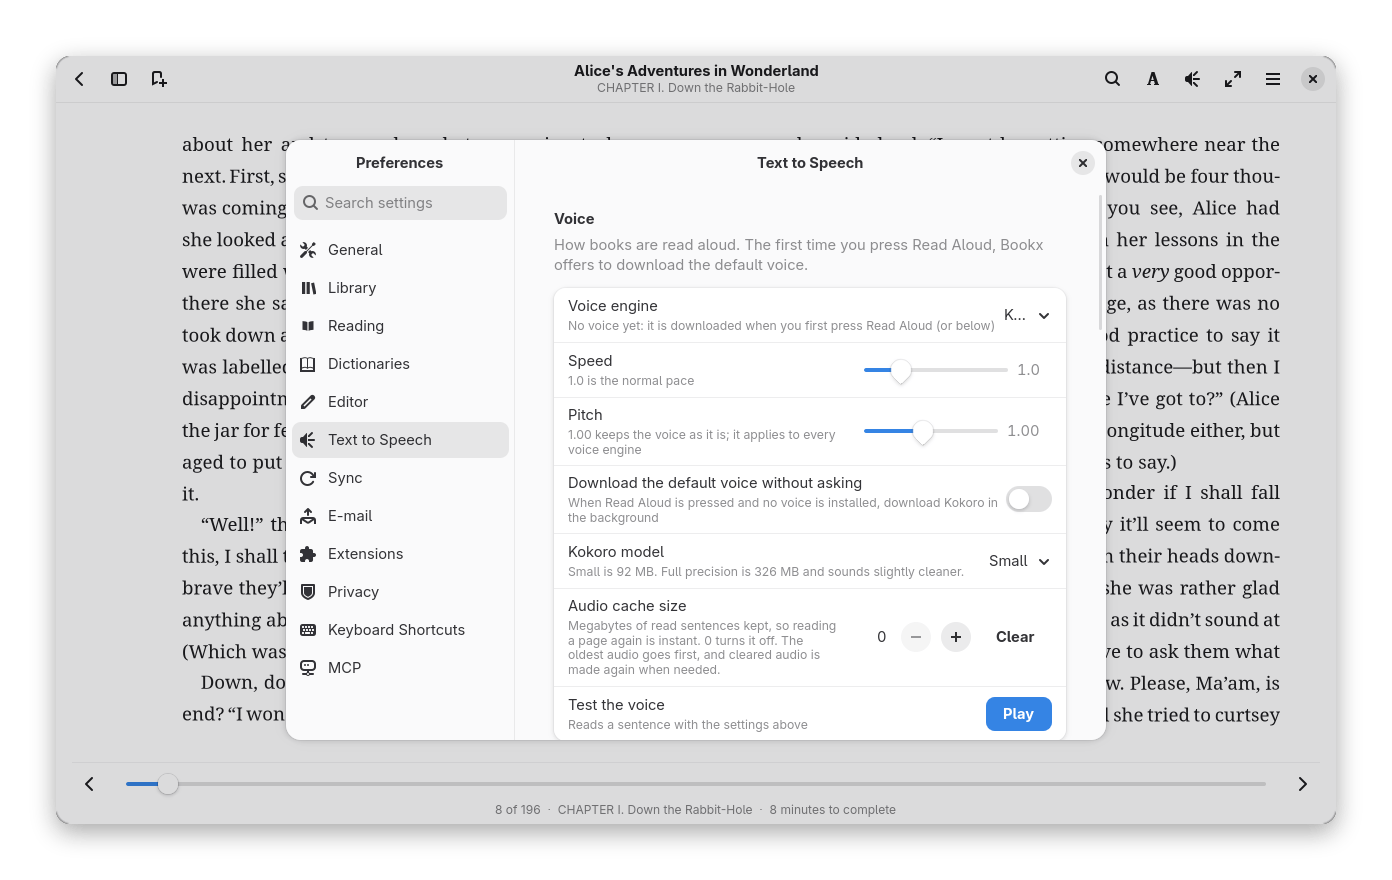 Alice's Adventures in Wonderland
CHAPTER I. Down the Rabbit-Hole
about her
somewhere near the
next. First,
would be four thou-
was coming
you see, Alice had
she looked
her lessons in the
were filled
a very good oppor-
there she
as there was no
took down
practice to say it
was labelled
distance—but then I
I've got to?” (Alice
the jar for
longitude either, but
aged to put
to say.)
it.
wonder if I shall fall
“Well!”
it’ll seem to come
this, I shall
their heads down-
brave
she was rather glad
anything
as it didn’t sound at
(Which was
to ask them what
Down,
Please, Ma’am, is
end? “I
she tried to curtsey
Preferences
Search settings
General
Library
Reading
Dictionaries
Editor
Text to Speech
Sync
E-mail
Extensions
Privacy
Keyboard Shortcuts
MCP
Text to Speech
Voice
How books are read aloud. The first time you press Read Aloud, Bookx
offers to download the default voice.
Voice engine
No voice yet: it is downloaded when you first press Read Aloud (or below)
K...
Speed
1.0 is the normal pace
1.0
Pitch
1.00 keeps the voice as it is; it applies to every
voice engine
1.00
Download the default voice without asking
When Read Aloud is pressed and no voice is installed, download Kokoro in
the background
Kokoro model
Small is 92 MB. Full precision is 326 MB and sounds slightly cleaner.
Small
Audio cache size
Megabytes of read sentences kept, so reading
a page again is instant. 0 turns it off. The
oldest audio goes first, and cleared audio is
made again when needed.
0
Clear
Test the voice
Reads a sentence with the settings above
Play
8 of 196 · CHAPTER I. Down the Rabbit-Hole · 8 minutes to complete